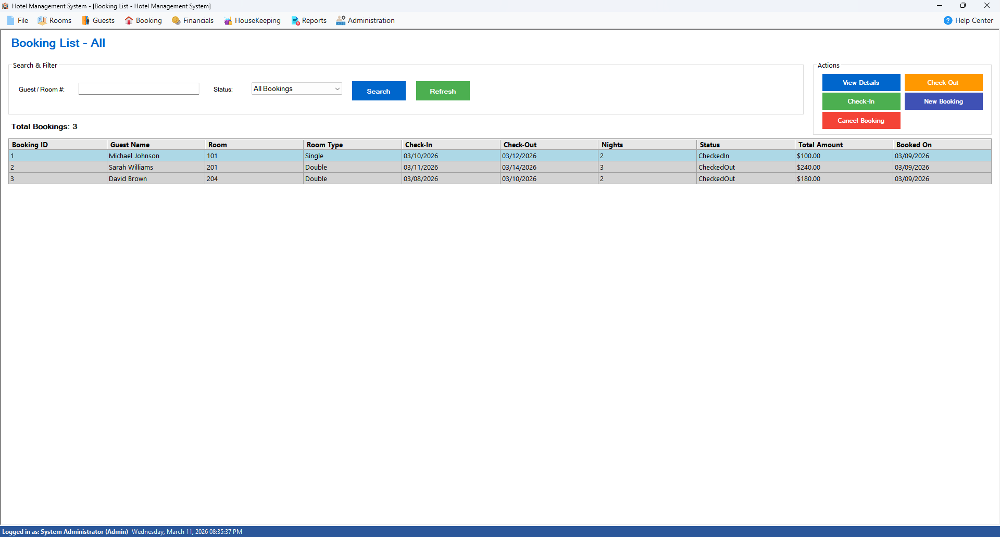 Hotel Management System - [Booking List - Hotel Management System]
File Rooms Guests Booking Financials HouseKeeping Reports Administration ? Help Center
Booking List - All
Search & Filter
Guest / Room #: Status: All Bookings Search Refresh
Actions
View Details Check-Out
Check-In New Booking
Cancel Booking
Total Bookings: 3
Booking ID Guest Name Room Room Type Check-In Check-Out Nights Status Total Amount Booked On
1 Michael Johnson 101 Single 03/10/2026 03/12/2026 2 CheckedIn $100.00 03/09/2026
2 Sarah Williams 201 Double 03/11/2026 03/14/2026 3 CheckedOut $240.00 03/09/2026
3 David Brown 204 Double 03/08/2026 03/10/2026 2 CheckedOut $180.00 03/09/2026
Logged in as: System Administrator (Admin) Wednesday, March 11, 2026 08:35:37 PM